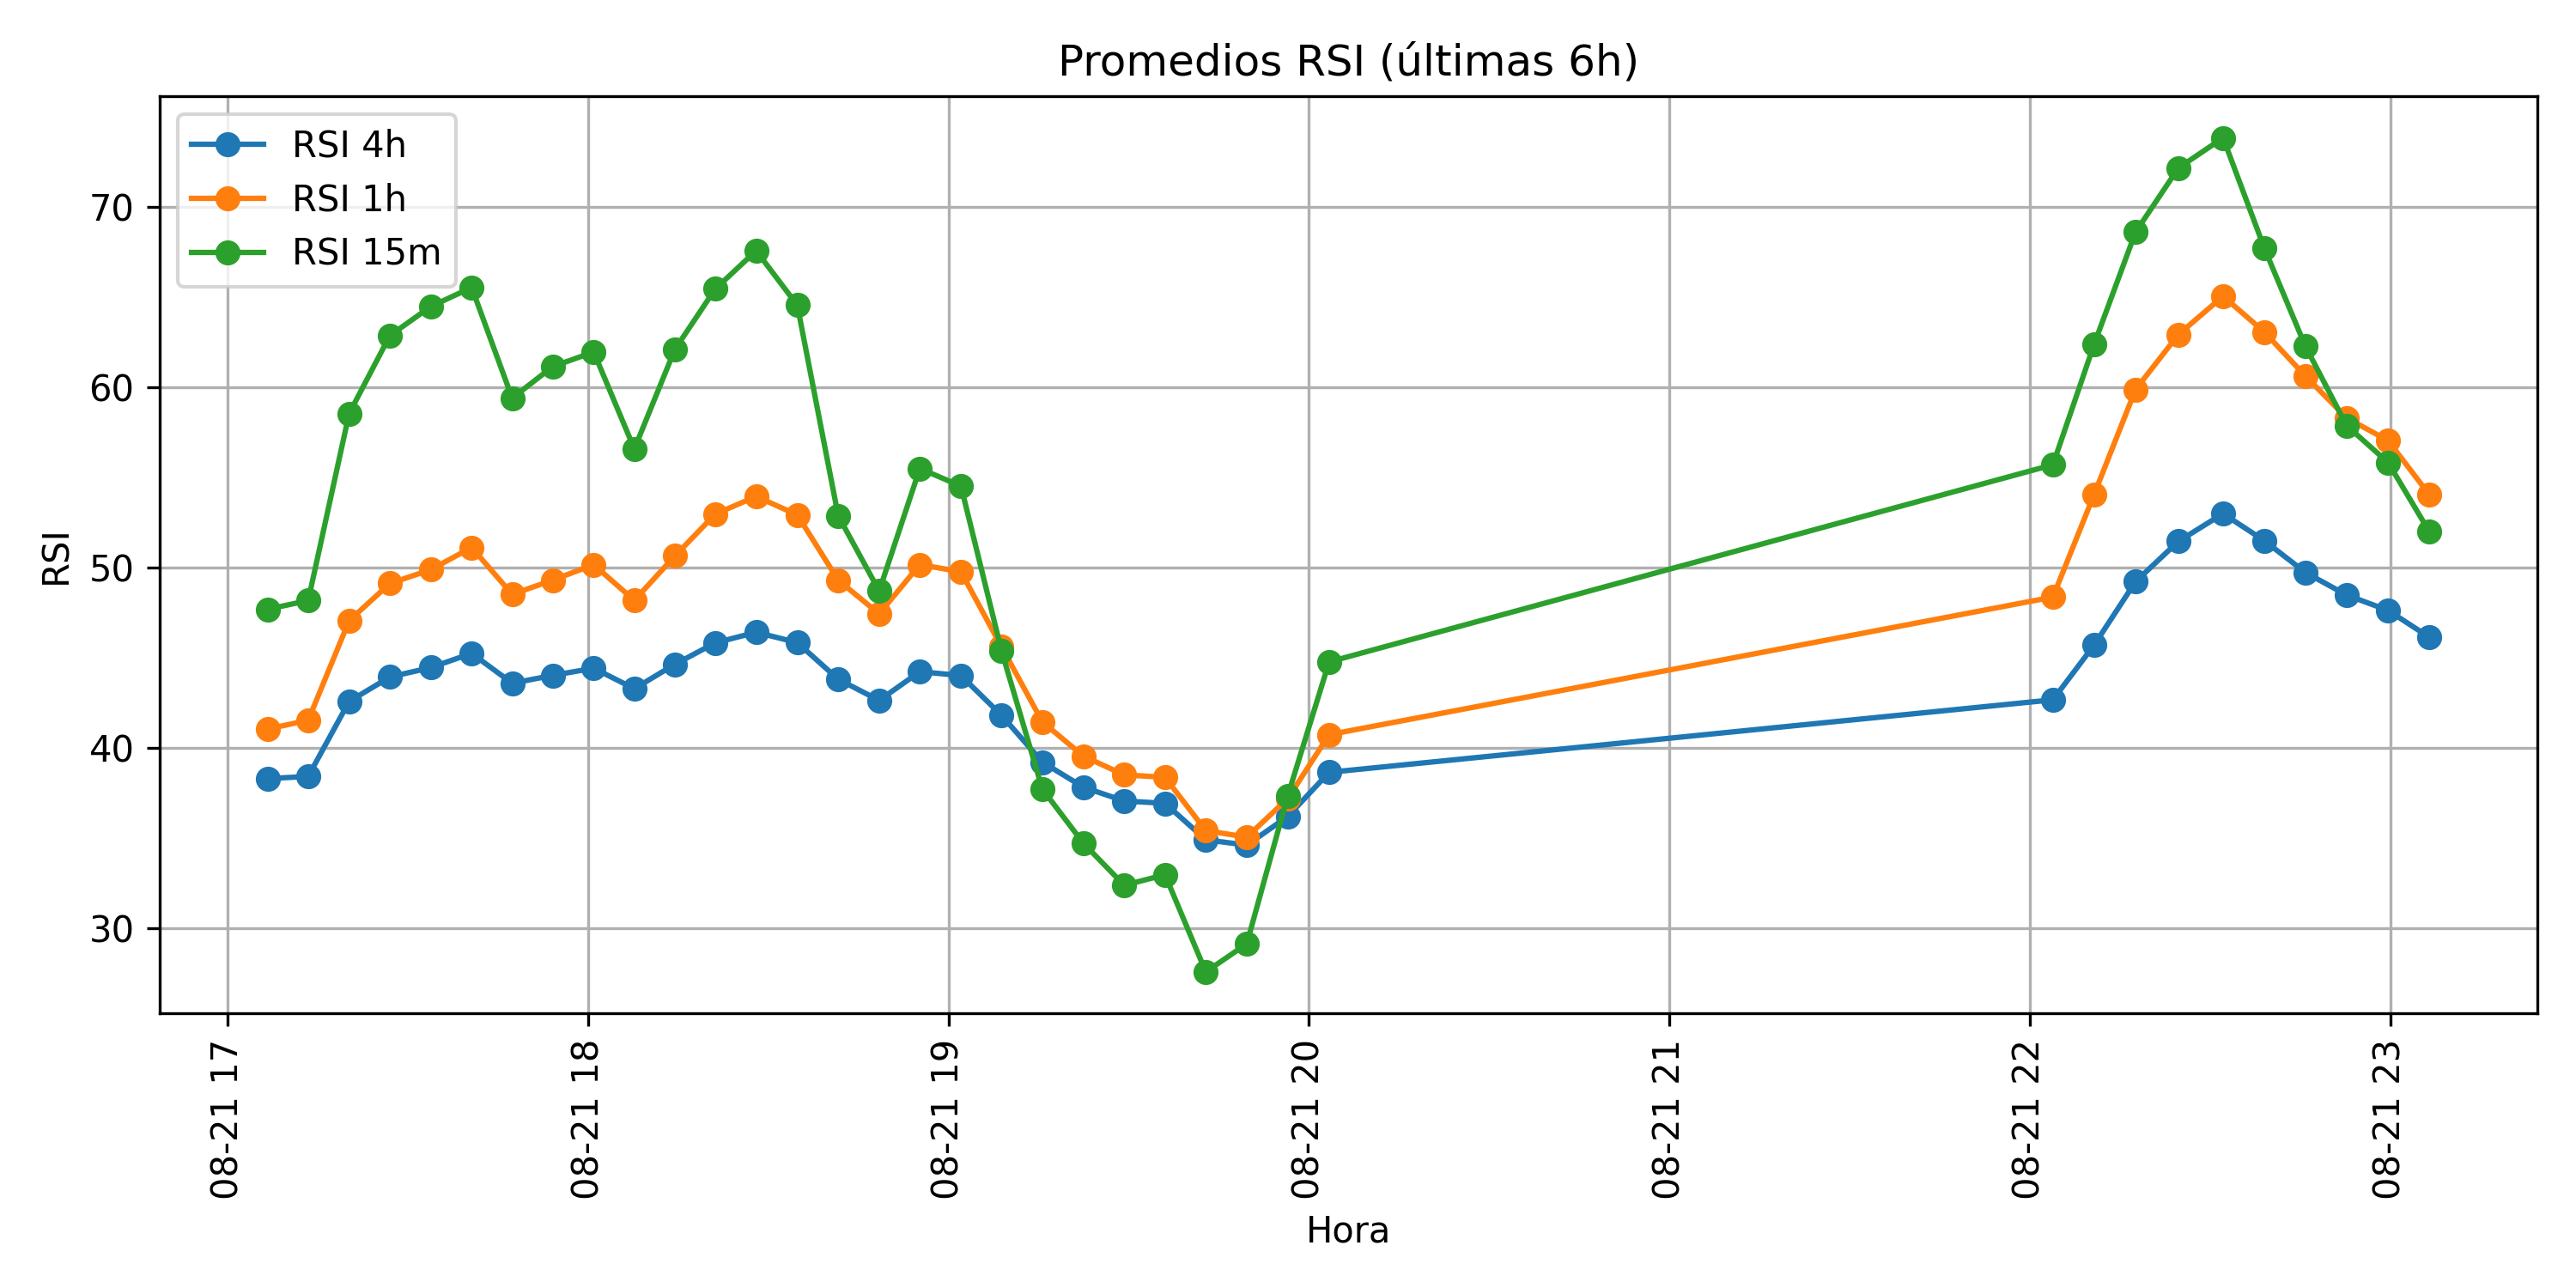 Promedios RSI (últimas 6h)
RSI 4h
RSI 1h
RSI 15m
70
60
50
40
30
RSI
08-21 17
08-21 18
08-21 19
08-21 20
08-21 21
08-21 22
08-21 23
Hora